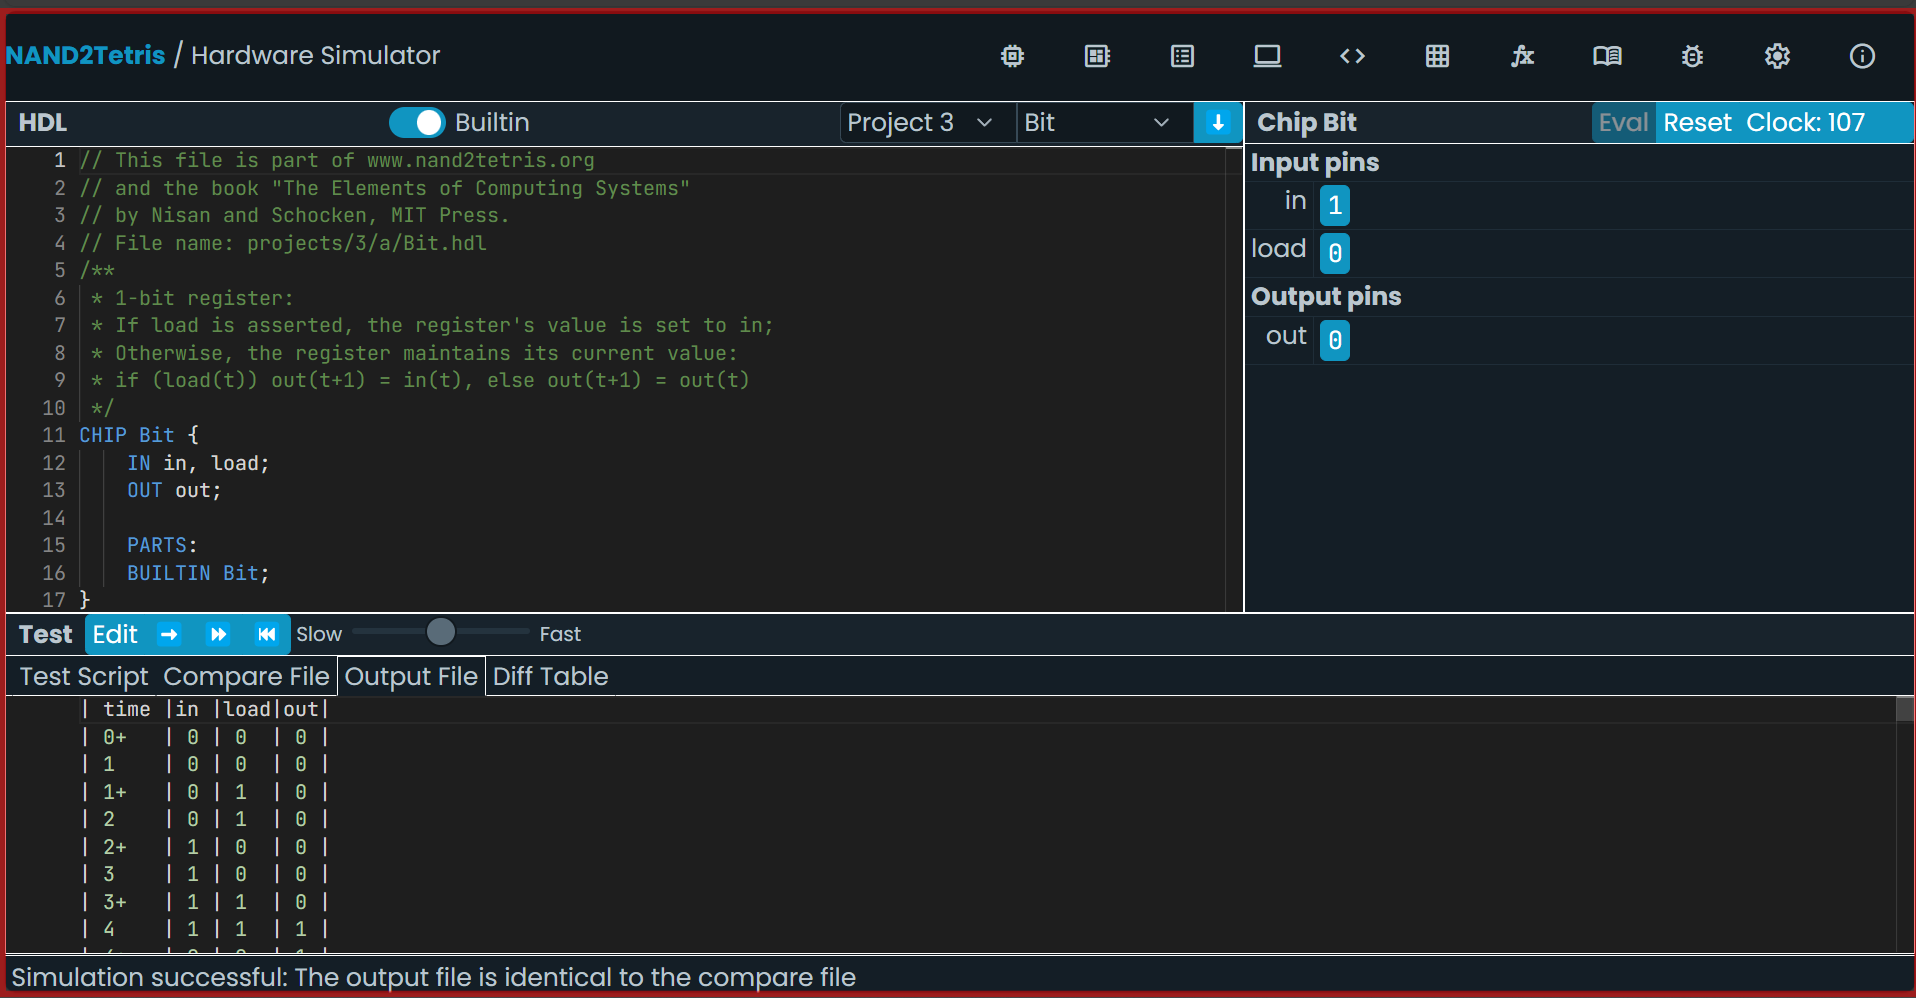 NAND2Tetris / Hardware Simulator
HDL Builtin Project 3 Bit
1 // This file is part of www.nand2tetris.org
2 // and the book "The Elements of Computing Systems"
3 // by Nisan and Schocken, MIT Press.
4 // File name: projects/3/a/Bit.hdl
5 /**
6 * 1-bit register:
7 * If load is asserted, the register's value is set to in;
8 * Otherwise, the register maintains its current value:
9 * if (load(t)) out(t+1) = in(t), else out(t+1) = out(t)
10 */
11 CHIP Bit {
12 IN in, load;
13 OUT out;
14
15 PARTS:
16 BUILTIN Bit;
17 }
Chip Bit Eval Reset Clock: 107
Input pins
in 1
load 0
Output pins
out 0
Test Edit Slow Fast
Test Script Compare File Output File Diff Table
| time |in |load|out|
| 0+ | 0 | 0 | 0 |
| 1 | 0 | 0 | 0 |
| 1+ | 0 | 1 | 0 |
| 2 | 0 | 1 | 0 |
| 2+ | 1 | 0 | 0 |
| 3 | 1 | 0 | 0 |
| 3+ | 1 | 1 | 0 |
| 4 | 1 | 1 | 1 |
Simulation successful: The output file is identical to the compare file